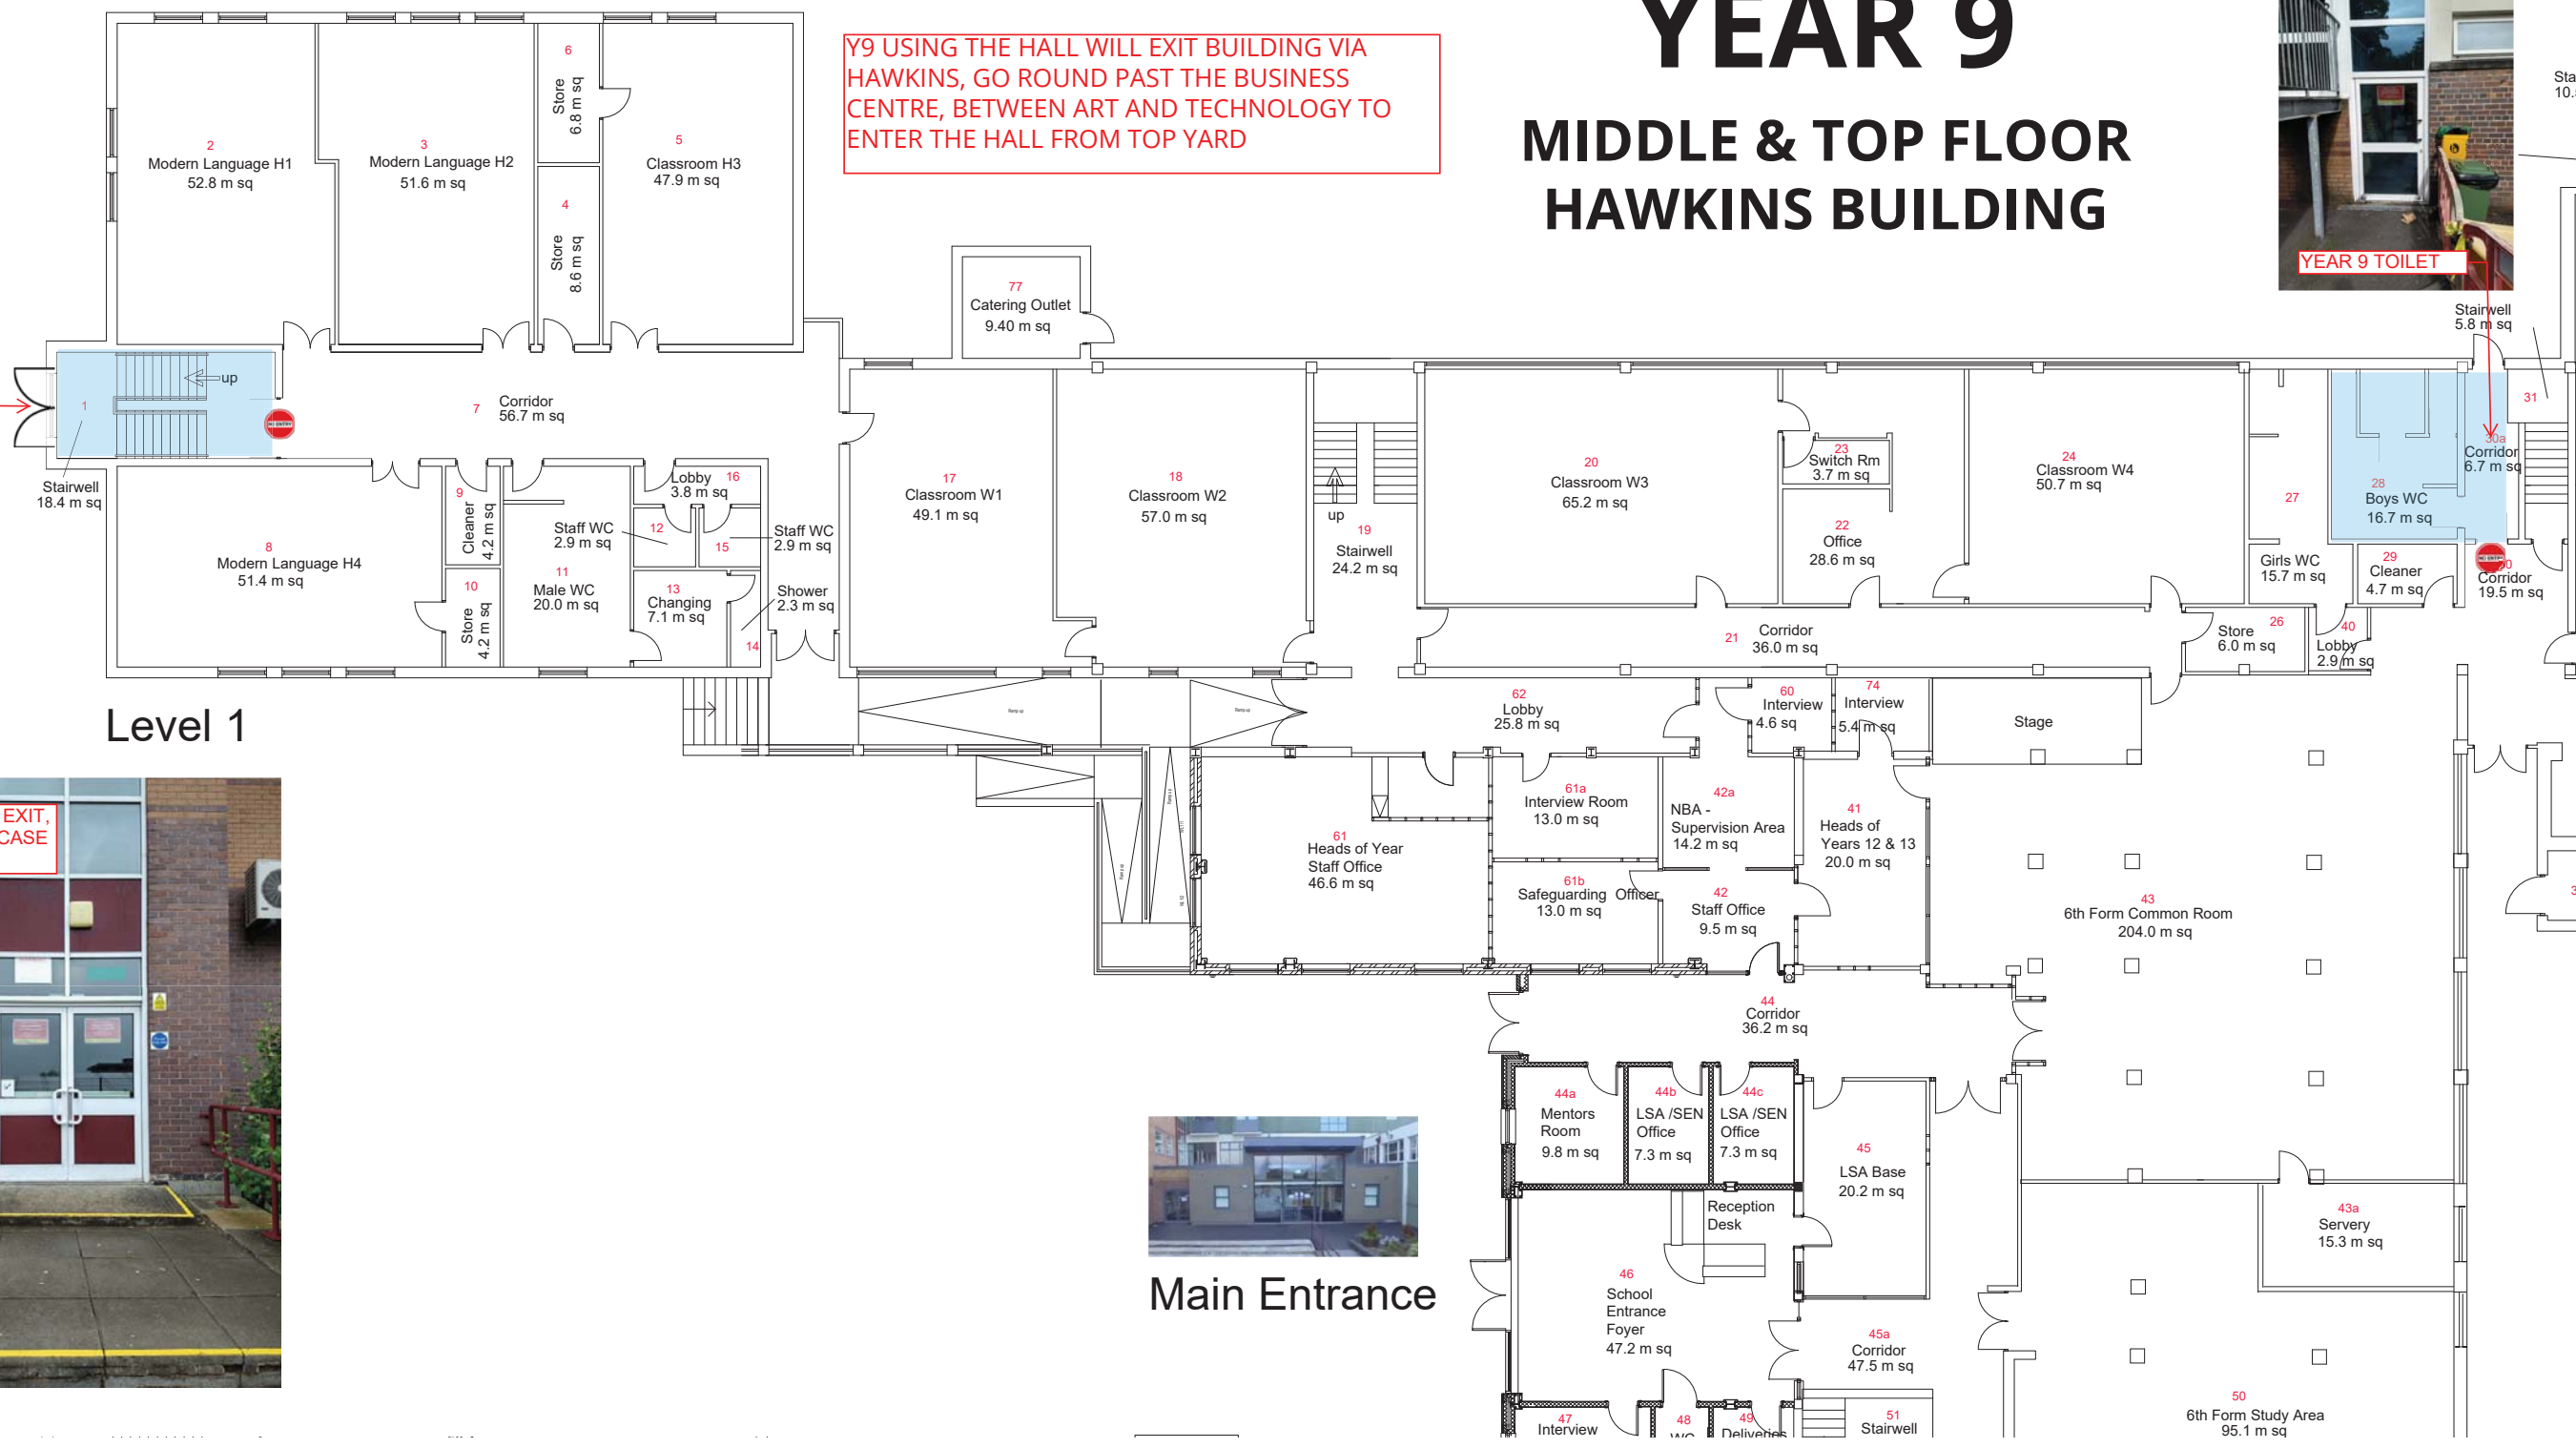 YEAR 9
MIDDLE & TOP FLOOR
HAWKINS BUILDING
Y9 USING THE HALL WILL EXIT BUILDING VIA
HAWKINS, GO ROUND PAST THE BUSINESS
CENTRE, BETWEEN ART AND TECHNOLOGY TO
ENTER THE HALL FROM TOP YARD
YEAR 9 TOILET
Stairwell
5.8 m sq
2
Modern Language H1
52.8 m sq
3
Modern Language H2
51.6 m sq
6
Store
6.8 m sq
4
Store
8.6 m sq
5
Classroom H3
47.9 m sq
77
Catering Outlet
9.40 m sq
up
1
Stairwell
18.4 m sq
NO ENTRY
7
Corridor
56.7 m sq
8
Modern Language H4
51.4 m sq
9
Cleaner
4.2 m sq
10
Store
4.2 m sq
11
Male WC
20.0 m sq
Staff WC
2.9 m sq
12
Lobby
3.8 m sq
16
15
Staff WC
2.9 m sq
13
Changing
7.1 m sq
Shower
2.3 m sq
14
17
Classroom W1
49.1 m sq
18
Classroom W2
57.0 m sq
up
19
Stairwell
24.2 m sq
20
Classroom W3
65.2 m sq
23
Switch Rm
3.7 m sq
22
Office
28.6 m sq
24
Classroom W4
50.7 m sq
21
Corridor
36.0 m sq
27
Girls WC
15.7 m sq
28
Boys WC
16.7 m sq
30a
Corridor
6.7 m sq
31
29
Cleaner
4.7 m sq
NO ENTRY
Corridor
19.5 m sq
26
Store
6.0 m sq
40
Lobby
2.9 m sq
Level 1
EXIT,
CASE
Ramp up
Ramp up
62
Lobby
25.8 m sq
60
Interview
4.6 sq
74
Interview
5.4 m sq
Stage
61
Heads of Year
Staff Office
46.6 m sq
61a
Interview Room
13.0 m sq
61b
Safeguarding Officer
13.0 m sq
42a
NBA -
Supervision Area
14.2 m sq
42
Staff Office
9.5 m sq
41
Heads of
Years 12 & 13
20.0 m sq
43
6th Form Common Room
204.0 m sq
44
Corridor
36.2 m sq
44a
Mentors
Room
9.8 m sq
44b
LSA /SEN
Office
7.3 m sq
44c
LSA /SEN
Office
7.3 m sq
45
LSA Base
20.2 m sq
Reception
Desk
46
School
Entrance
Foyer
47.2 m sq
Main Entrance
45a
Corridor
47.5 m sq
43a
Servery
15.3 m sq
47
Interview
48
WC
49
Deliveries
51
Stairwell
50
6th Form Study Area
95.1 m sq